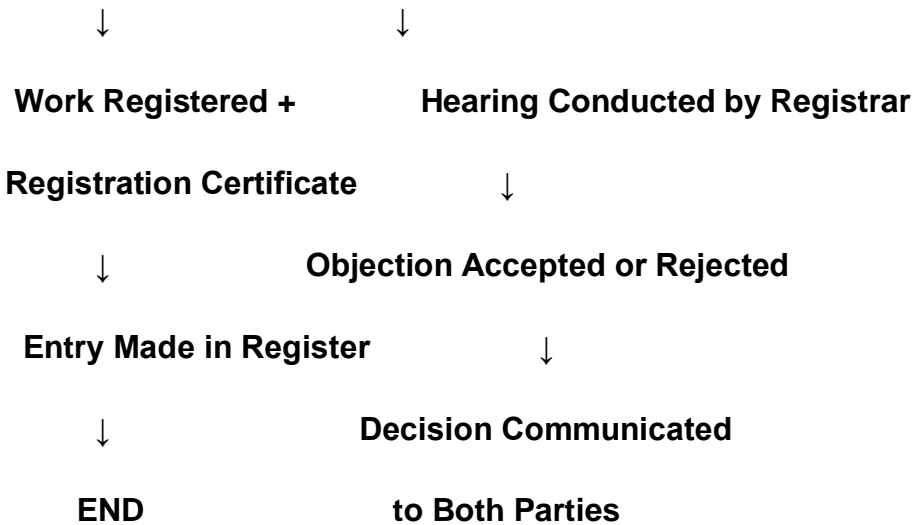 ↓ ↓
Work Registered + Hearing Conducted by Registrar
Registration Certificate ↓
↓ Objection Accepted or Rejected
Entry Made in Register ↓
↓ Decision Communicated
END to Both Parties